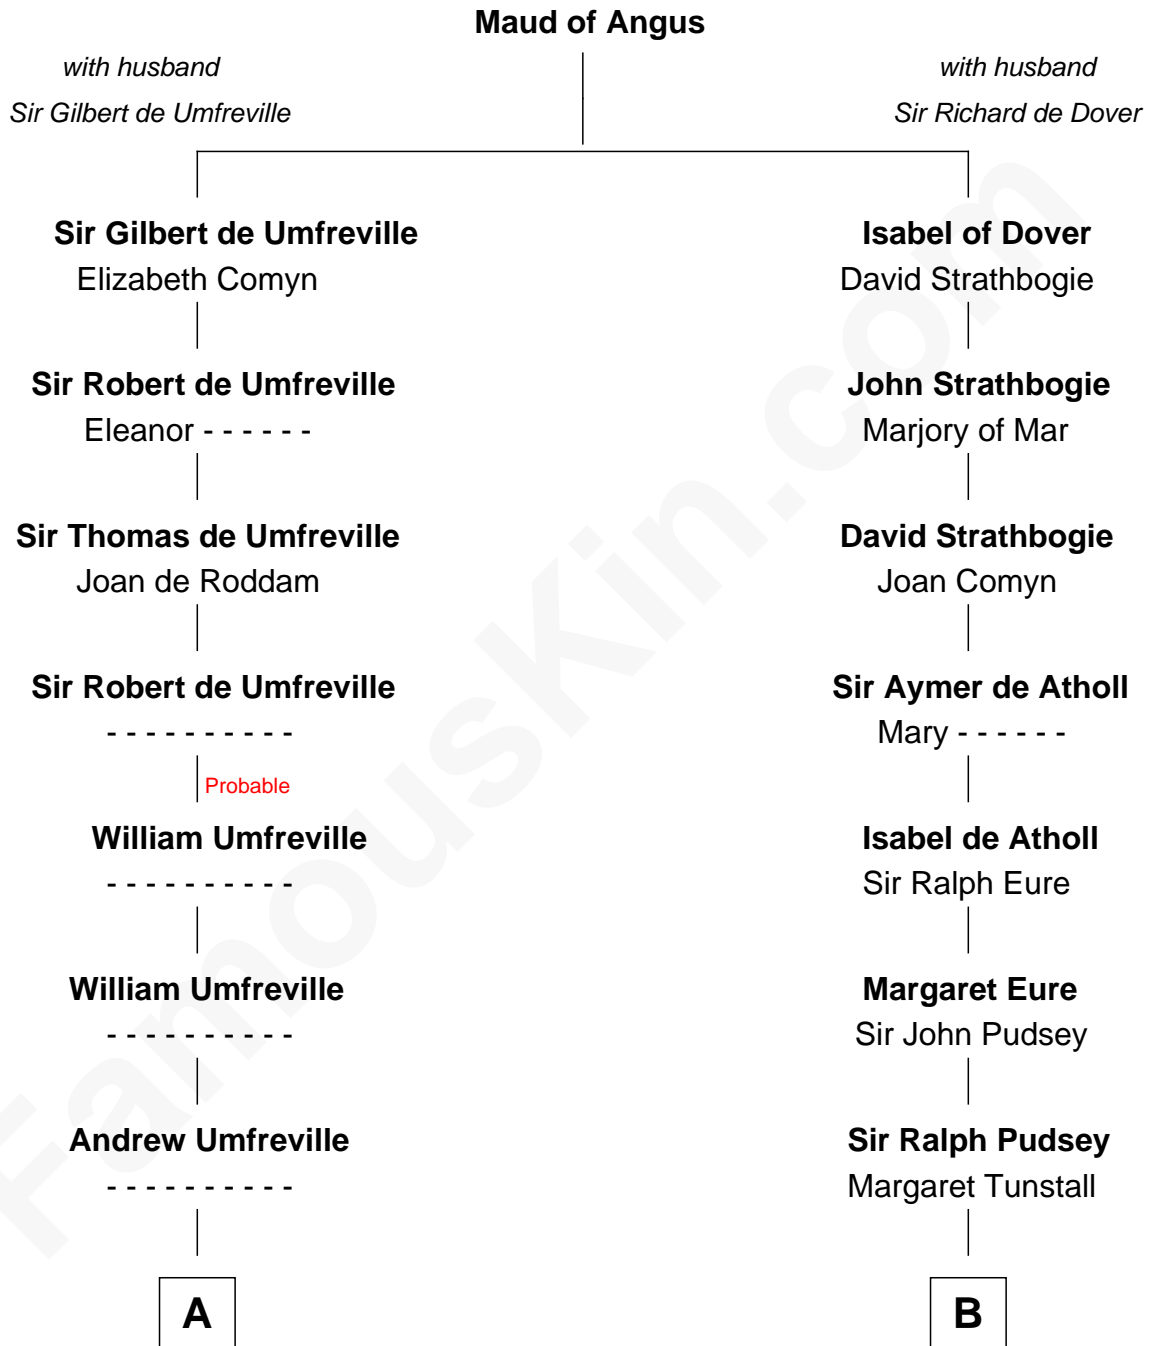 Maud of Angus
with husband
Sir Gilbert de Umfreville
with husband
Sir Richard de Dover
Sir Gilbert de Umfreville
Elizabeth Comyn
Isabel of Dover
David Strathbogie
Sir Robert de Umfreville
Eleanor - - - - - -
John Strathbogie
Marjory of Mar
Sir Thomas de Umfreville
Joan de Roddam
David Strathbogie
Joan Comyn
Sir Robert de Umfreville
- - - - - - - - - -
Sir Aymer de Atholl
Mary - - - - - -
Probable
William Umfreville
- - - - - - - - - -
Isabel de Atholl
Sir Ralph Eure
William Umfreville
- - - - - - - - - -
Margaret Eure
Sir John Pudsey
Andrew Umfreville
- - - - - - - - - -
Sir Ralph Pudsey
Margaret Tunstall
A
B
FamousKin.com